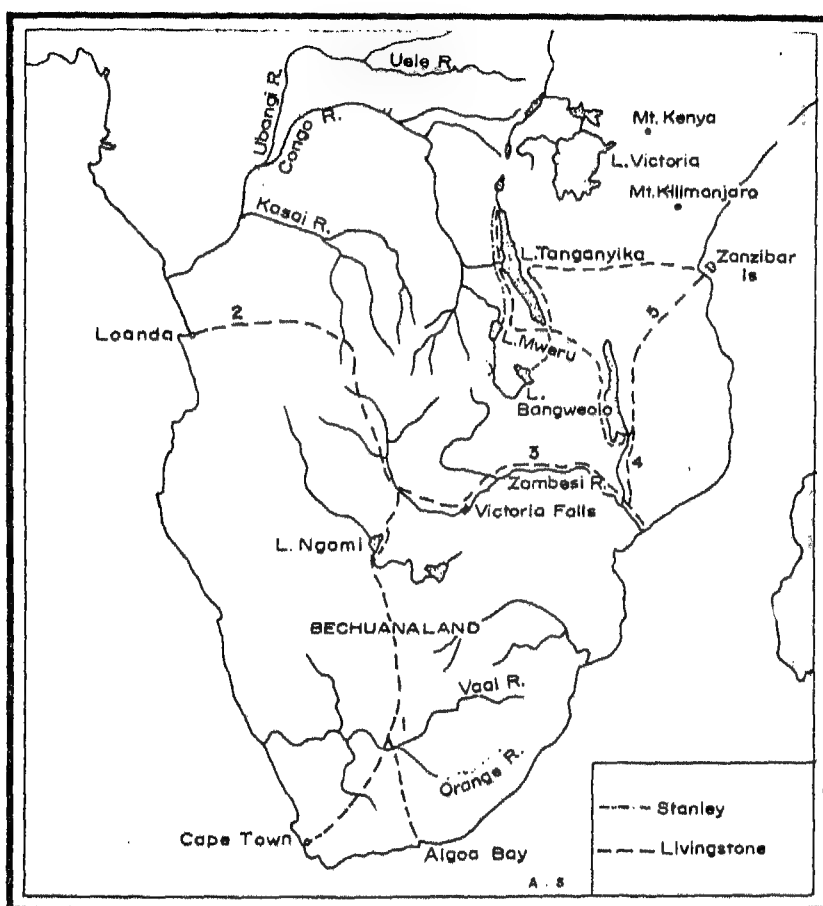 Uele R.
Ubangi R.
Congo R.
Mt. Kenya
L. Victoria
Mt. Kilimanjaro
Kasai R.
L. Tanganyika
Zanzibar
Is
2
5
Loanda
L. Mweru
L.
Bangweolo
3
4
Zambesi R.
Victoria Falls
L. Ngami
BECHUANALAND
Vaal R.
Orange R.
Cape Town
Algoa Bay
Stanley
Livingstone
A. S